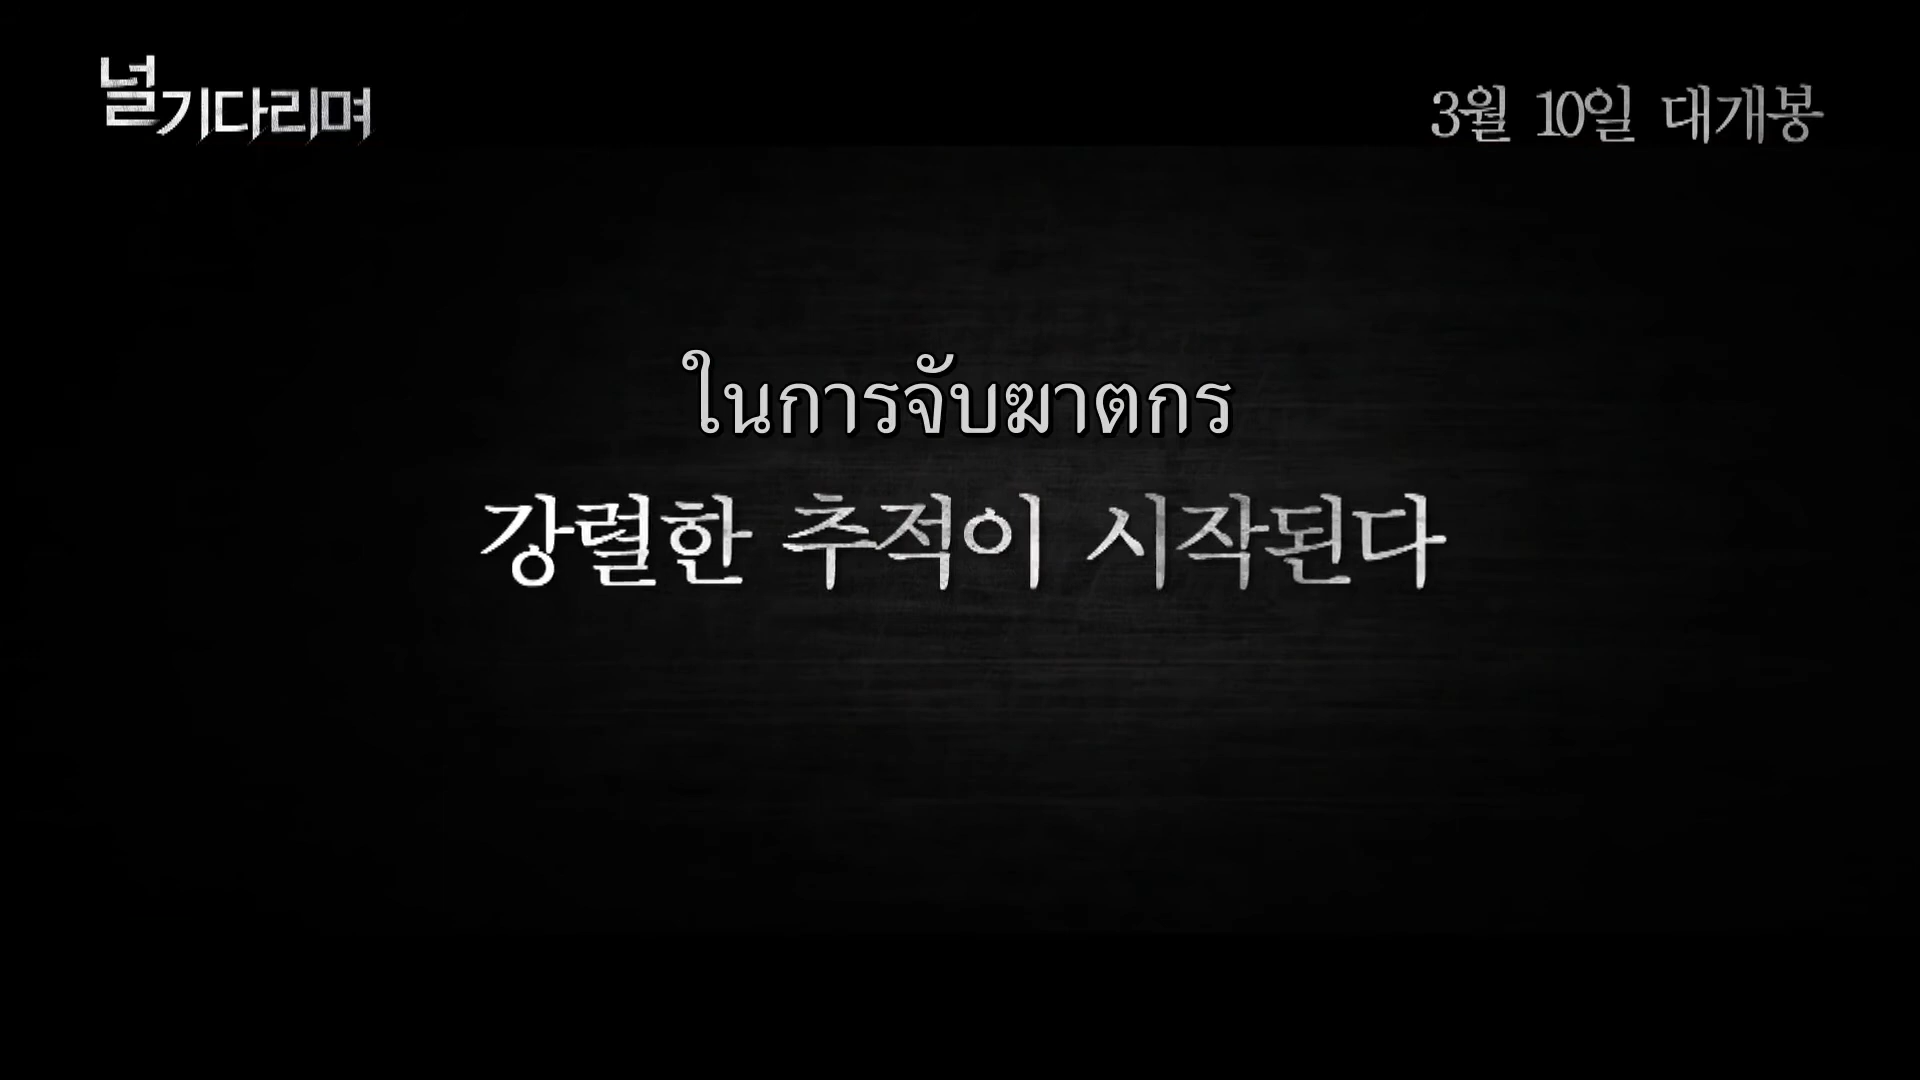 널 기다리며
3월 10일 대개봉
ในการจับฆาตกร
강렬한 추적이 시작된다